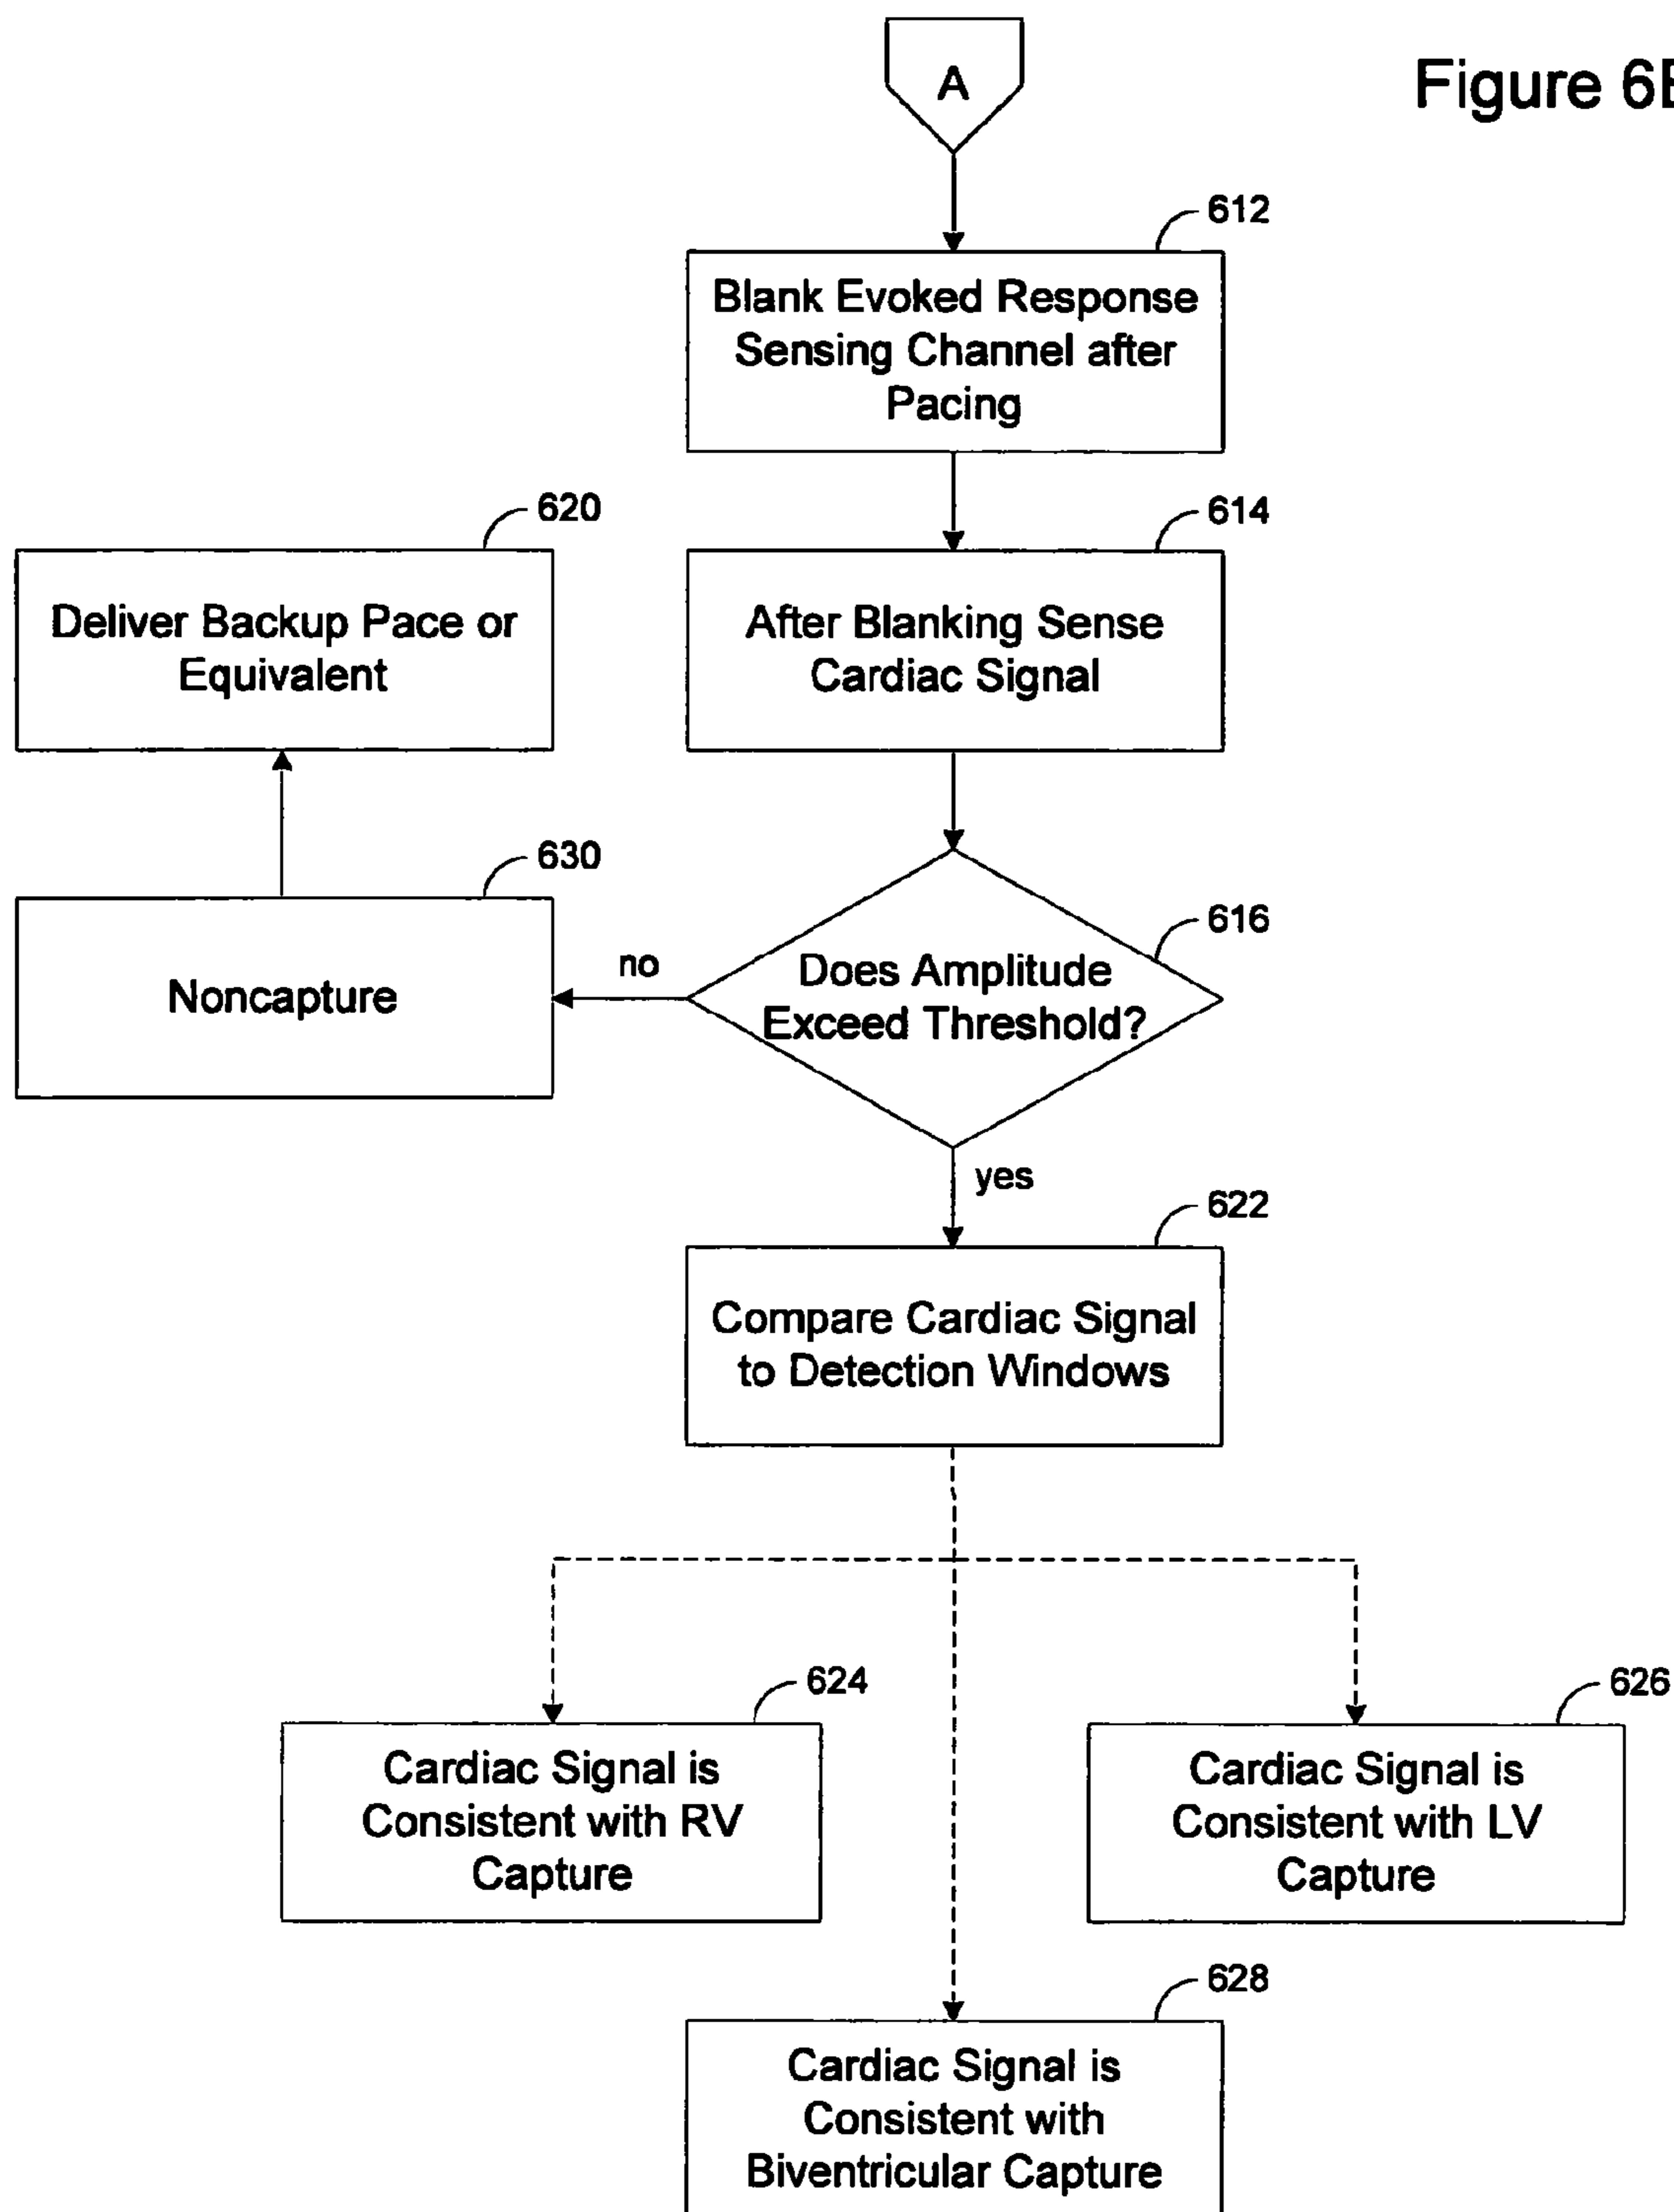 A
Figure 6B
612
Blank Evoked Response
Sensing Channel after
Pacing
620
614
Deliver Backup Pace or
Equivalent
After Blanking Sense
Cardiac Signal
630
616
Noncapture
no
Does Amplitude
Exceed Threshold?
yes
622
Compare Cardiac Signal
to Detection Windows
624
626
Cardiac Signal is
Consistent with RV
Capture
Cardiac Signal is
Consistent with LV
Capture
628
Cardiac Signal is
Consistent with
Biventricular Capture